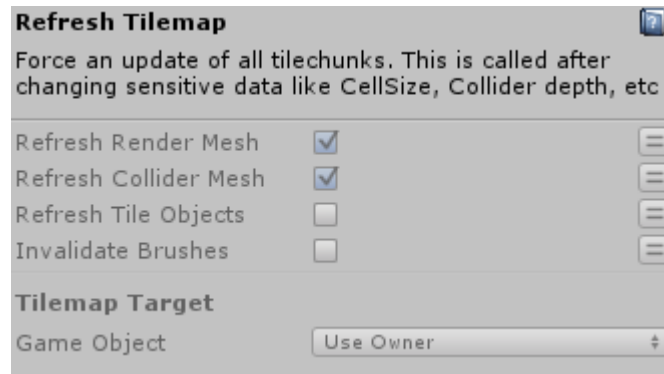 Refresh Tilemap
Force an update of all tilechunks. This is called after
changing sensitive data like CellSize, Collider depth, etc
Refresh Render Mesh
Refresh Collider Mesh
Refresh Tile Objects
Invalidate Brushes
Tilemap Target
Game Object Use Owner